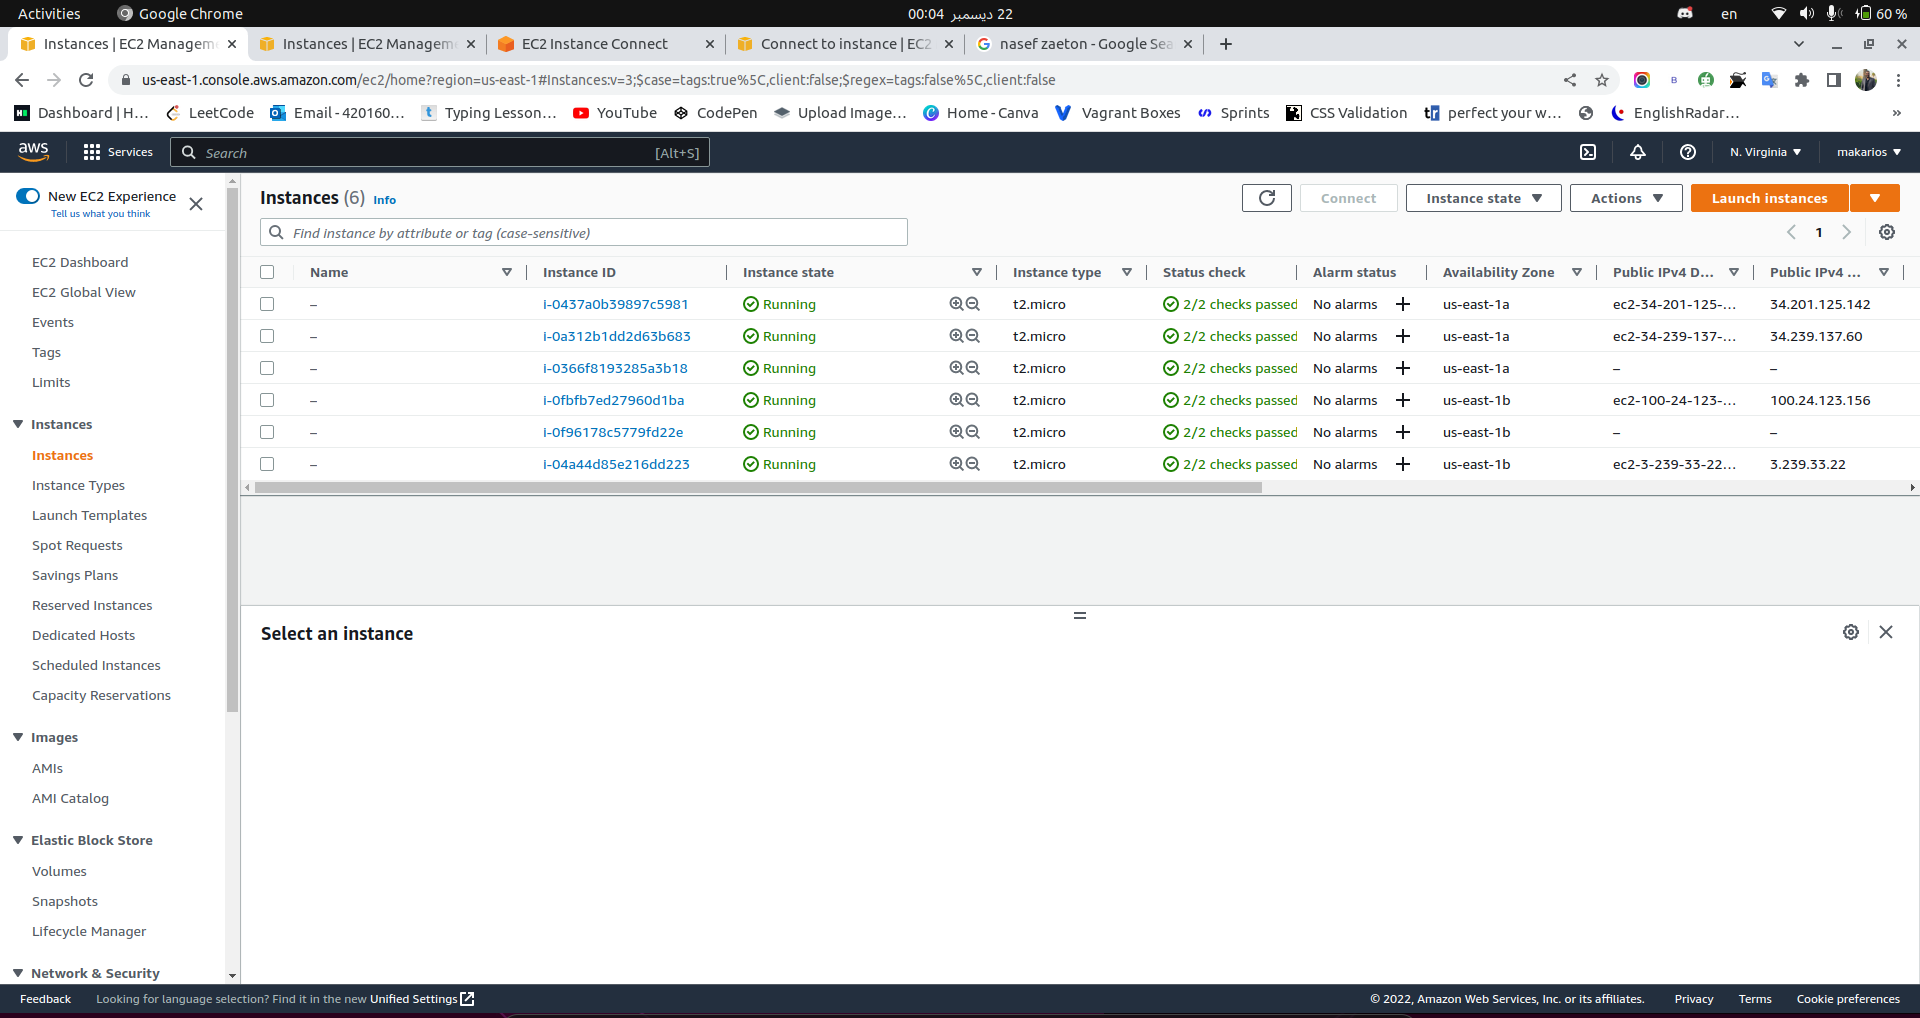 Activities Google Chrome 00:04 22 ديسمبر en 60 %
Instances | EC2 Managem Instances | EC2 Managem EC2 Instance Connect Connect to instance | EC2 nasef zaeton - Google Sea
us-east-1.console.aws.amazon.com/ec2/home?region=us-east-1#Instances:v=3;$case=tags:true%5C,client:false;$regex=tags:false%5C,client:false
Dashboard | H... LeetCode Email - 420160... Typing Lesson... YouTube CodePen Upload Image... Home - Canva Vagrant Boxes Sprints CSS Validation perfect your w... EnglishRadar... »
aws Services Search [Alt+S] N. Virginia makarios
New EC2 Experience
Tell us what you think
EC2 Dashboard
EC2 Global View
Events
Tags
Limits
Instances
Instances
Instance Types
Launch Templates
Spot Requests
Savings Plans
Reserved Instances
Dedicated Hosts
Scheduled Instances
Capacity Reservations
Images
AMIs
AMI Catalog
Elastic Block Store
Volumes
Snapshots
Lifecycle Manager
Network & Security
Instances (6) Info Connect Instance state Actions Launch instances
Find instance by attribute or tag (case-sensitive) 1
Name Instance ID Instance state Instance type Status check Alarm status Availability Zone Public IPv4 D... Public IPv4 ...
– i-0437a0b39897c5981 Running t2.micro 2/2 checks passed No alarms us-east-1a ec2-34-201-125-... 34.201.125.142
– i-0a312b1dd2d63b683 Running t2.micro 2/2 checks passed No alarms us-east-1a ec2-34-239-137-... 34.239.137.60
– i-0366f8193285a3b18 Running t2.micro 2/2 checks passed No alarms us-east-1a – –
– i-0fbfb7ed27960d1ba Running t2.micro 2/2 checks passed No alarms us-east-1b ec2-100-24-123-... 100.24.123.156
– i-0f96178c5779fd22e Running t2.micro 2/2 checks passed No alarms us-east-1b – –
– i-04a44d85e216dd223 Running t2.micro 2/2 checks passed No alarms us-east-1b ec2-3-239-33-22... 3.239.33.22
Select an instance
Feedback Looking for language selection? Find it in the new Unified Settings © 2022, Amazon Web Services, Inc. or its affiliates. Privacy Terms Cookie preferences